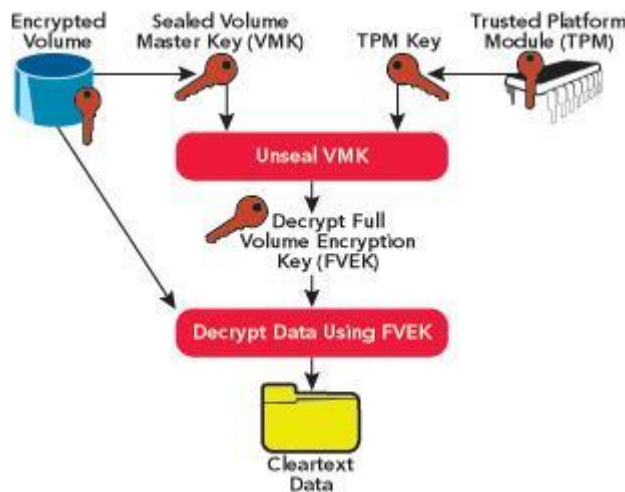 Encrypted
Volume
Sealed Volume
Master Key (VMK)
TPM Key
Trusted Platform
Module (TPM)
Unseal VMK
Decrypt Full
Volume Encryption
Key (FVEK)
Decrypt Data Using FVEK
Cleartext
Data